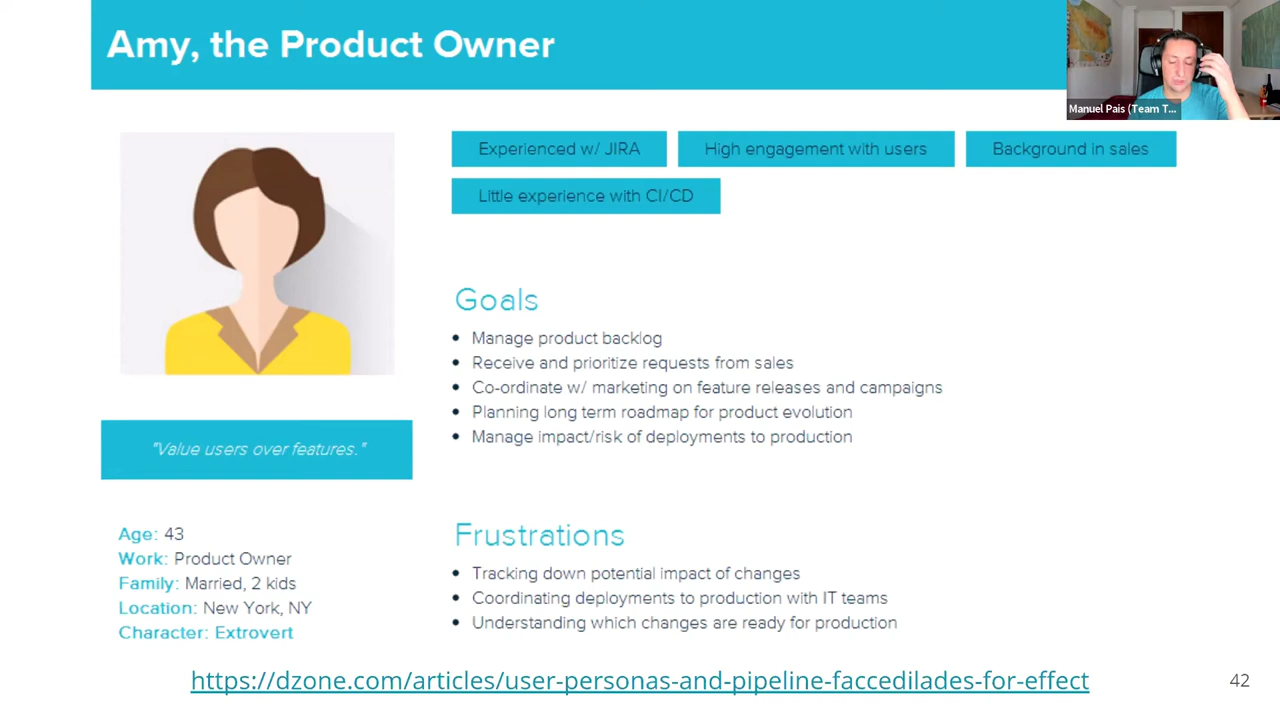 Amy, the Product Owner
Manuel Pais (Team T...
Experienced w/ JIRA
High engagement with users
Background in sales
Little experience with CI/CD
Goals
• Manage product backlog
• Receive and prioritize requests from sales
• Co-ordinate w/ marketing on feature releases and campaigns
• Planning long term roadmap for product evolution
• Manage impact/risk of deployments to production
"Value users over features."
Age: 43
Work: Product Owner
Family: Married, 2 kids
Location: New York, NY
Character: Extrovert
Frustrations
• Tracking down potential impact of changes
• Coordinating deployments to production with IT teams
• Understanding which changes are ready for production
https://dzone.com/articles/user-personas-and-pipeline-faccedilades-for-effect
42